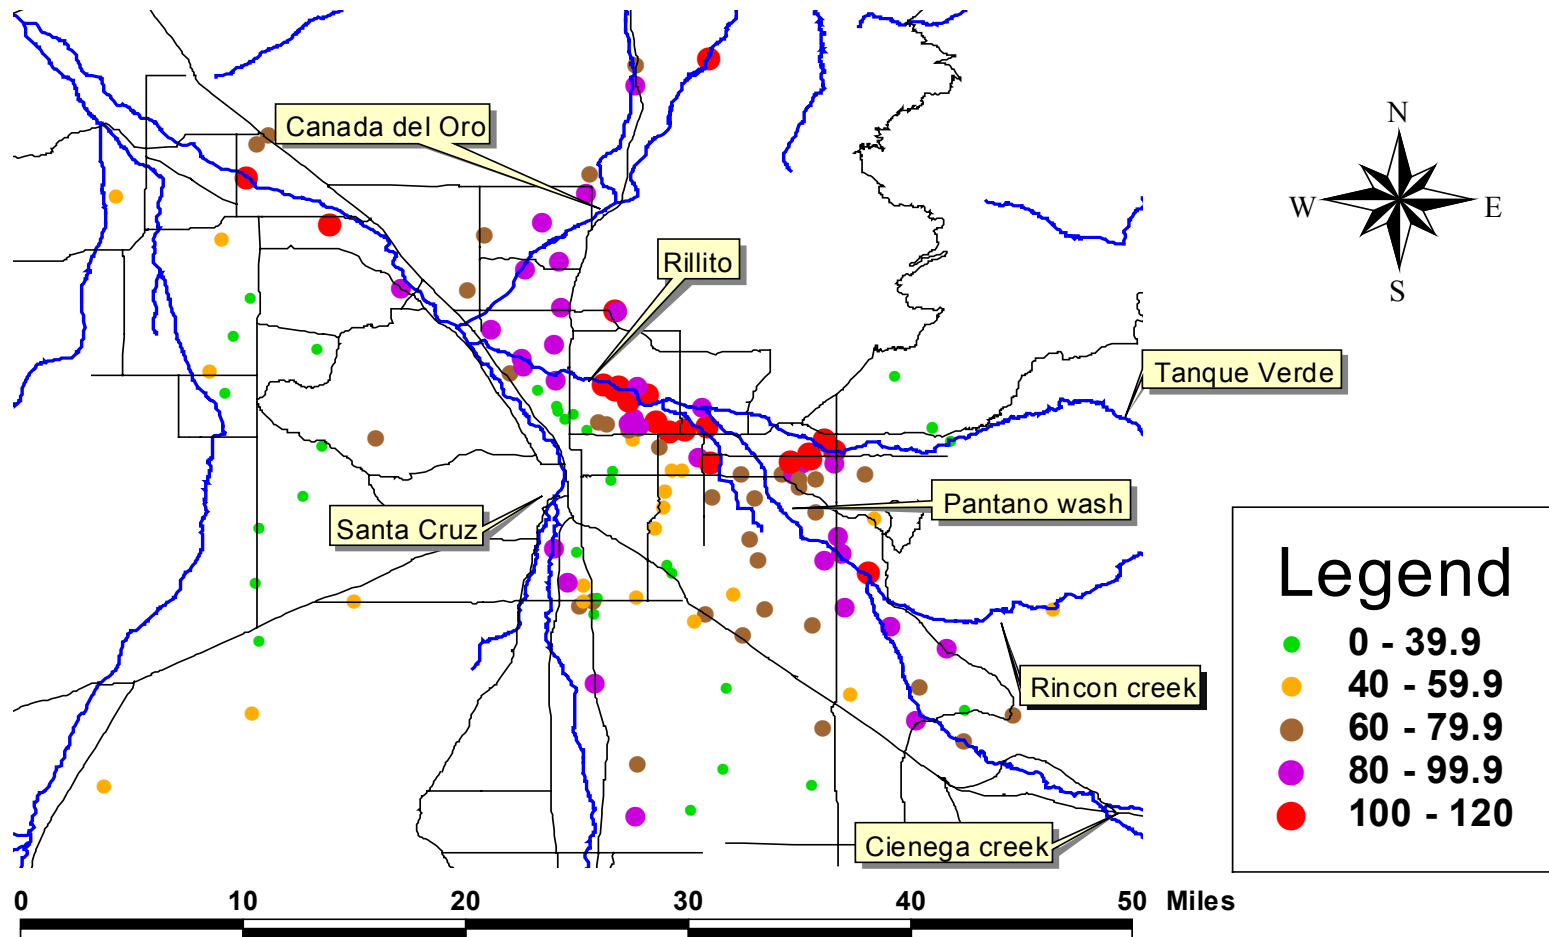 Canada del Oro
N
W
E
S
Rillito
Tanque Verde
Santa Cruz
Pantano wash
Legend
0 - 39.9
40 - 59.9
60 - 79.9
80 - 99.9
100 - 120
Rincon creek
Cienega creek
0 10 20 30 40 50 Miles